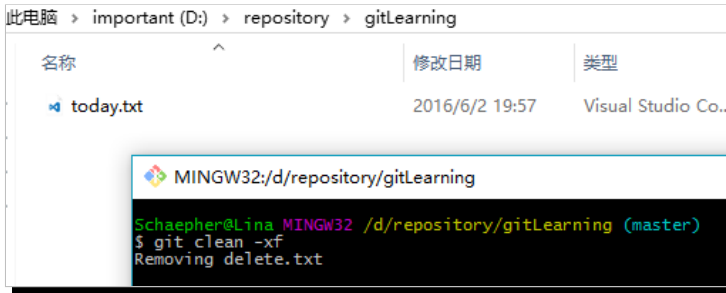 此电脑 > important (D:) > repository > gitLearning
名称 修改日期 类型
today.txt 2016/6/2 19:57 Visual Studio Co...
MINGW32:/d/repository/gitLearning
Schaepher@Lina MINGW32 /d/repository/gitLearning (master)
$ git clean -xf
Removing delete.txt